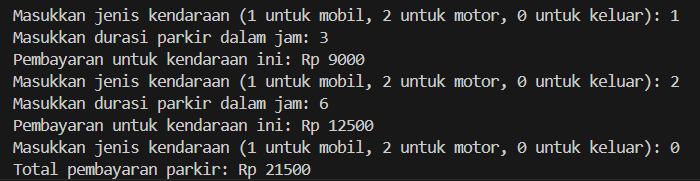 Masukkan jenis kendaraan (1 untuk mobil, 2 untuk motor, 0 untuk keluar): 1
Masukkan durasi parkir dalam jam: 3
Pembayaran untuk kendaraan ini: Rp 9000
Masukkan jenis kendaraan (1 untuk mobil, 2 untuk motor, 0 untuk keluar): 2
Masukkan durasi parkir dalam jam: 6
Pembayaran untuk kendaraan ini: Rp 12500
Masukkan jenis kendaraan (1 untuk mobil, 2 untuk motor, 0 untuk keluar): 0
Total pembayaran parkir: Rp 21500